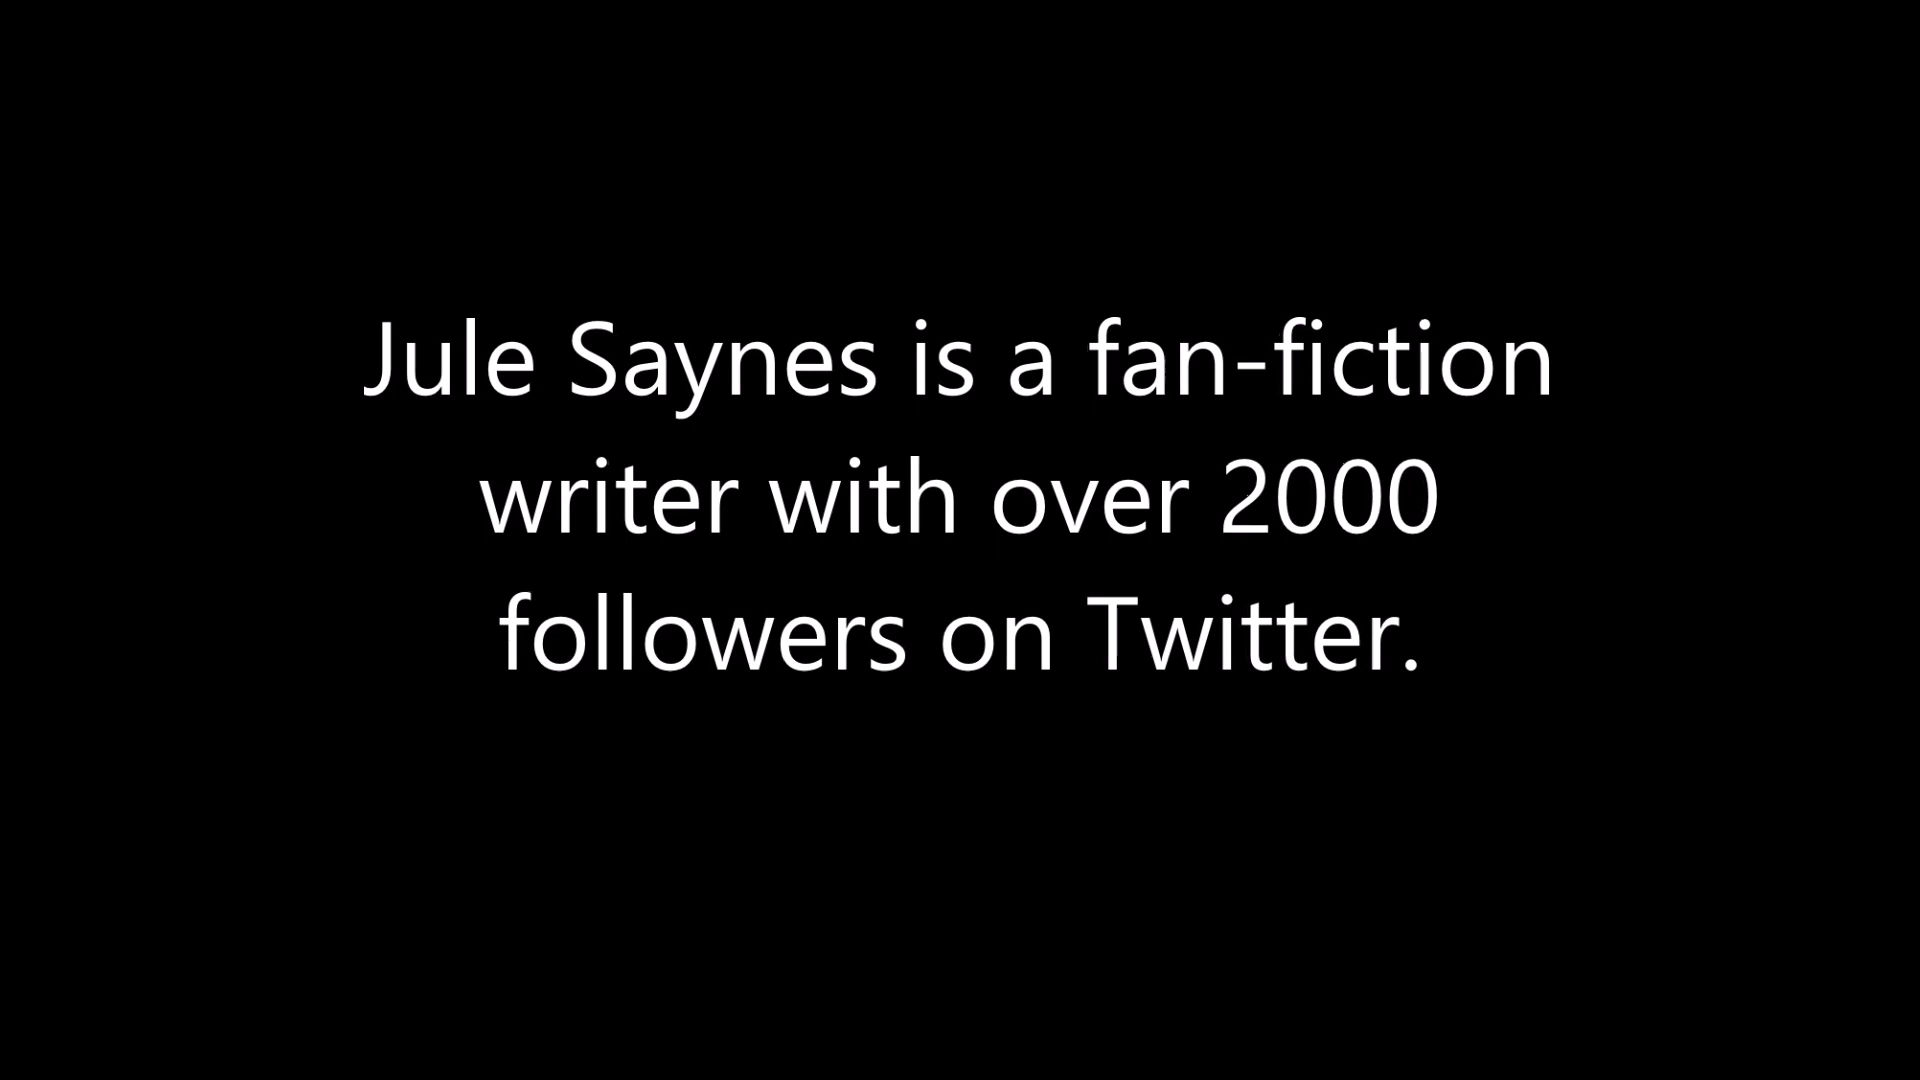 Jule Saynes is a fan-fiction
writer with over 2000
followers on Twitter.